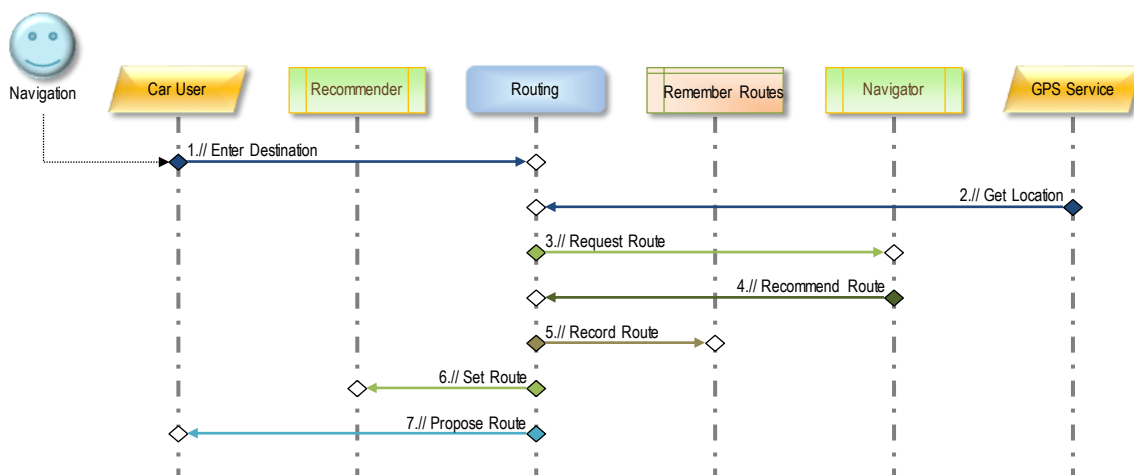 Navigation
Car User
Recommender
Routing
Remember Routes
Navigator
GPS Service
1.// Enter Destination
2.// Get Location
3.// Request Route
4.// Recommend Route
5.// Record Route
6.// Set Route
7.// Propose Route